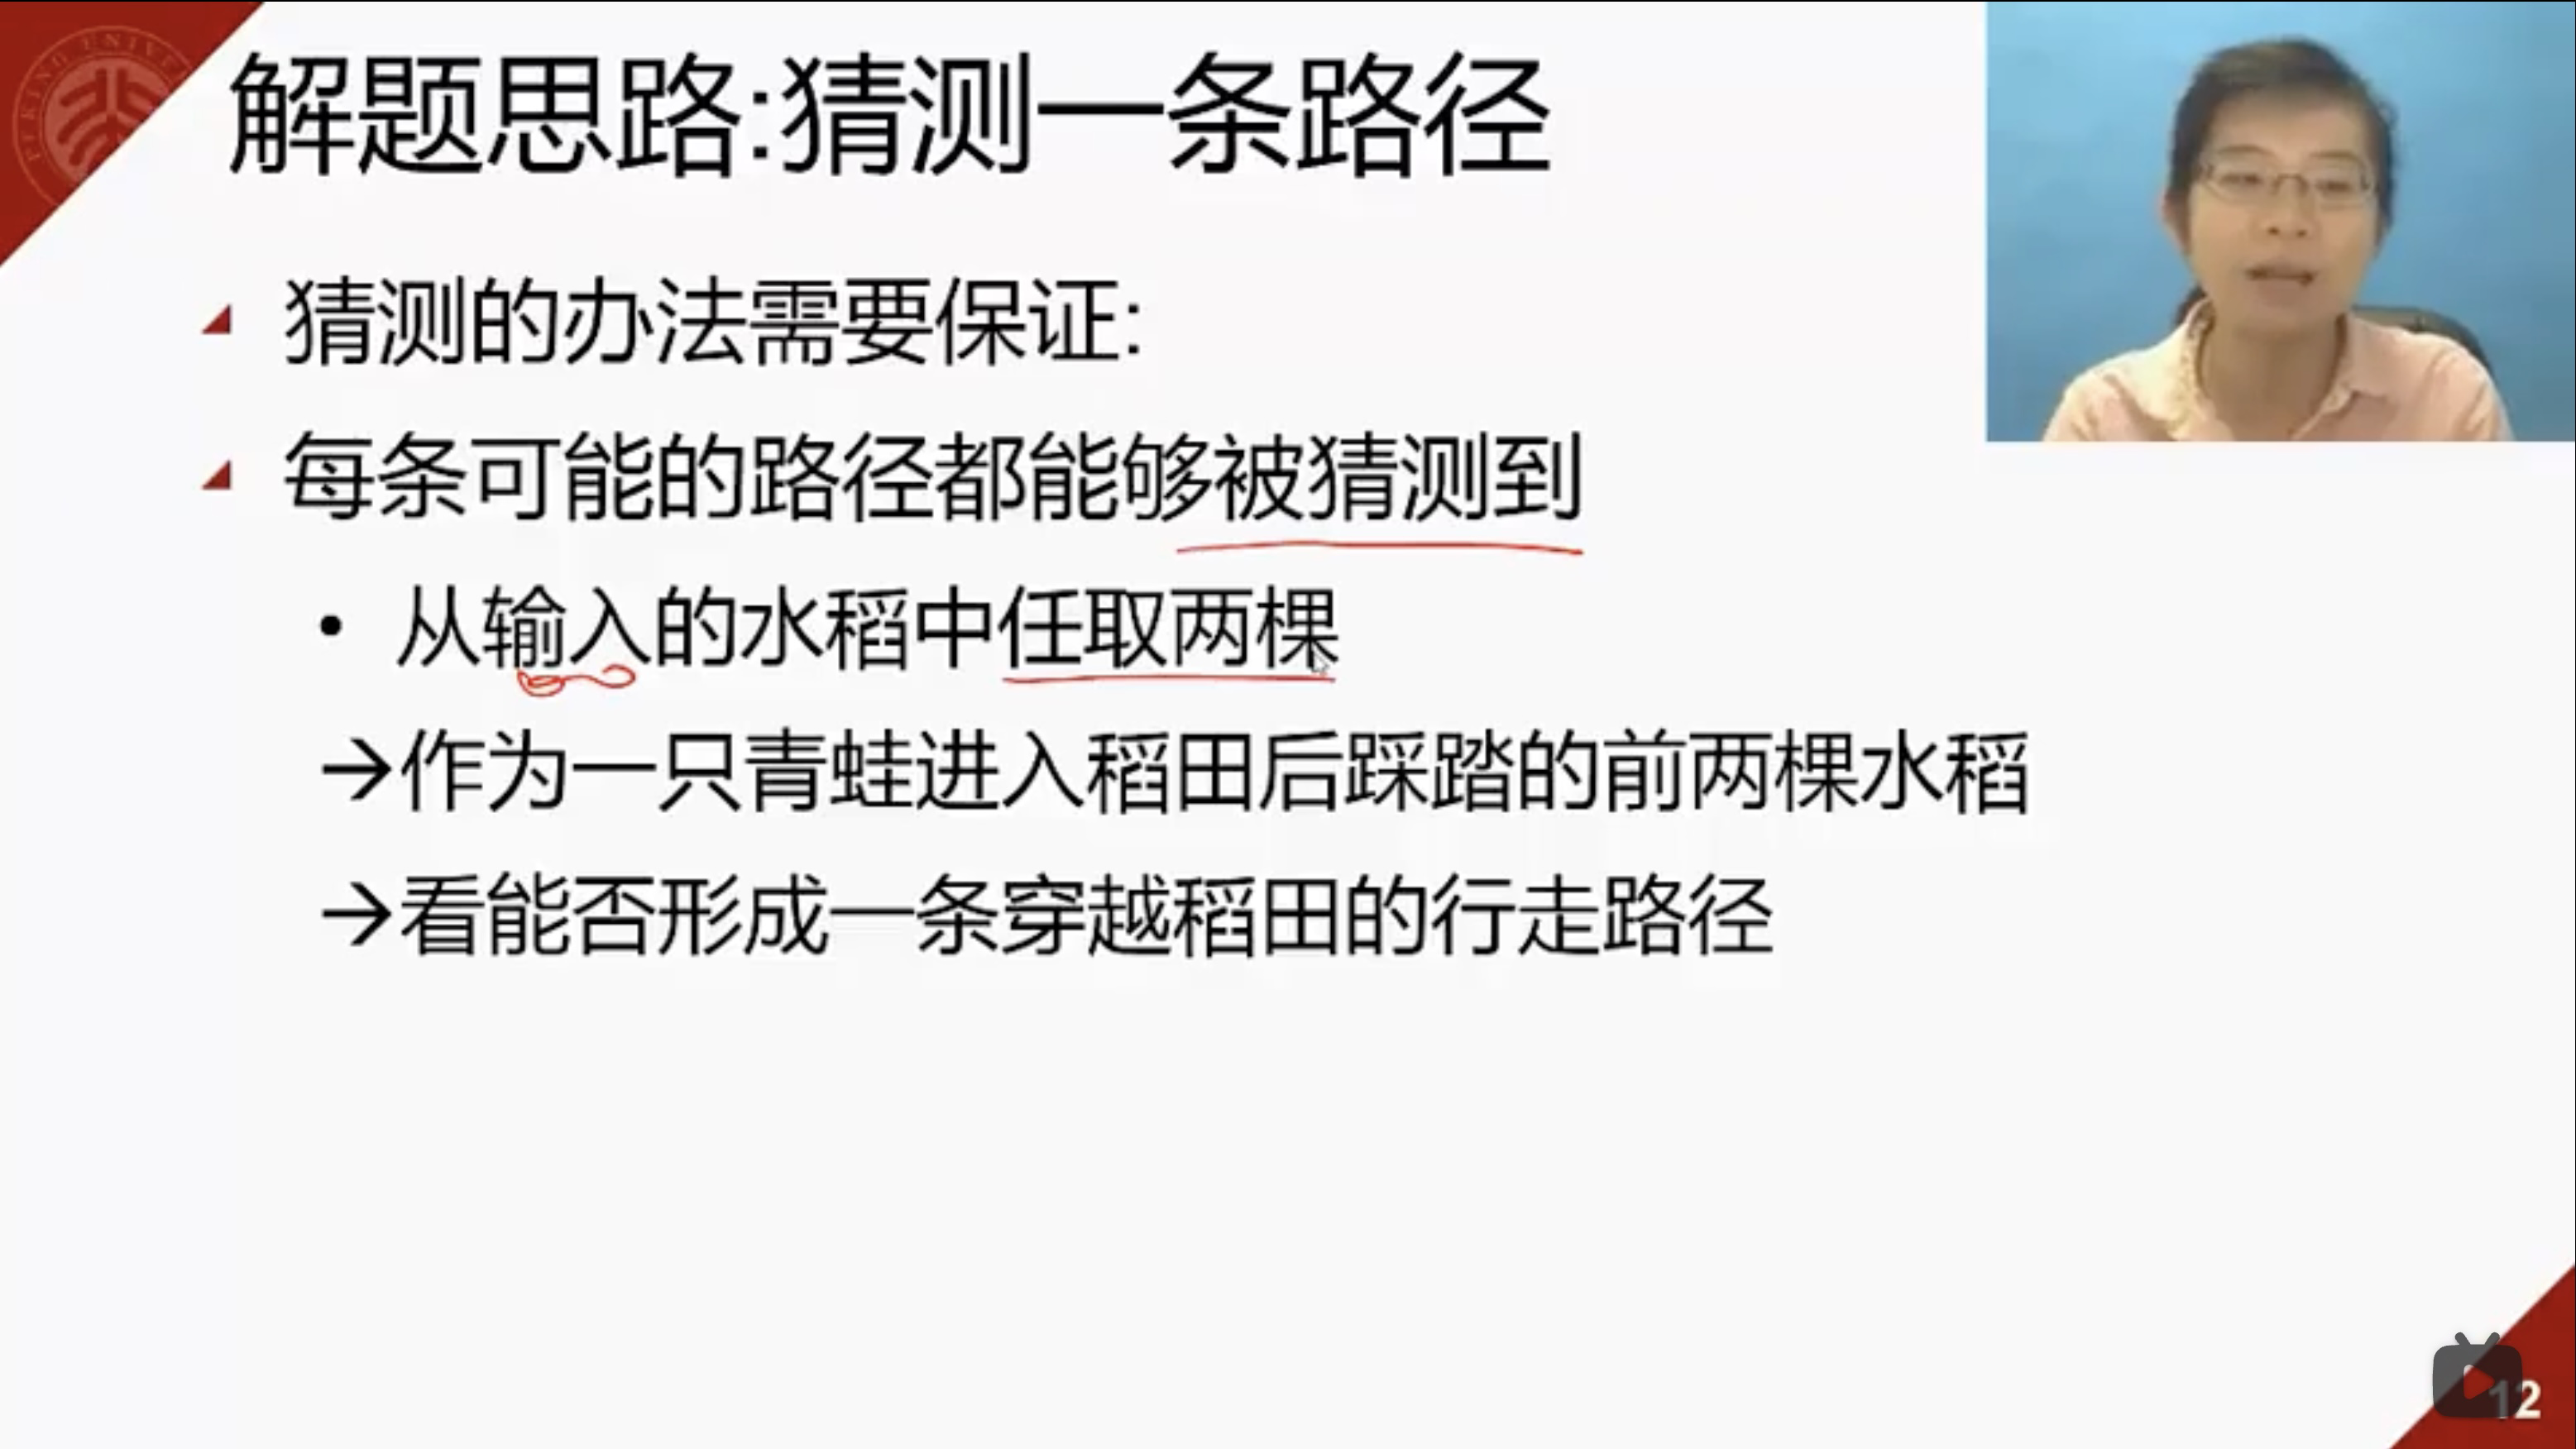 PEKING UNIV
解题思路:猜测一条路径
猜测的办法需要保证:
每条可能的路径都能够被猜测到
• 从输入的水稻中任取两棵
→作为一只青蛙进入稻田后踩踏的前两棵水稻
→看能否形成一条穿越稻田的行走路径
12